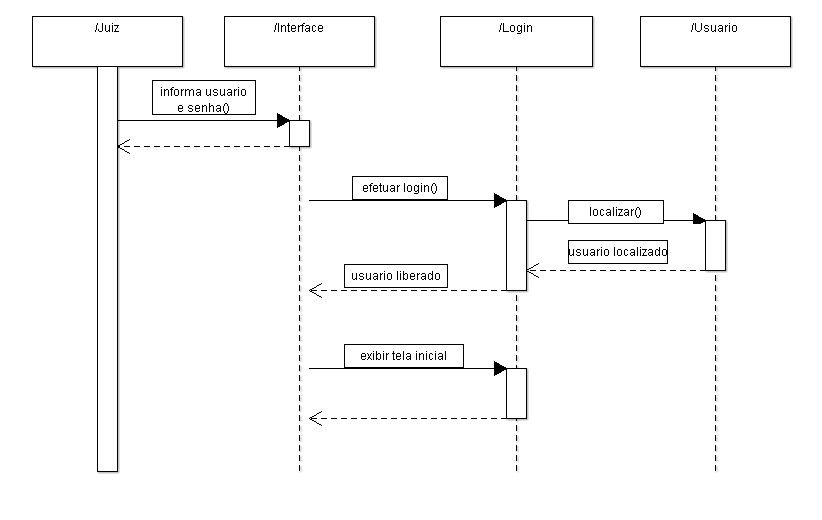 /Juiz
/Interface
/Login
/Usuario
informa usuario
e senha()
efetuar login()
localizar()
usuario localizado
usuario liberado
exibir tela inicial